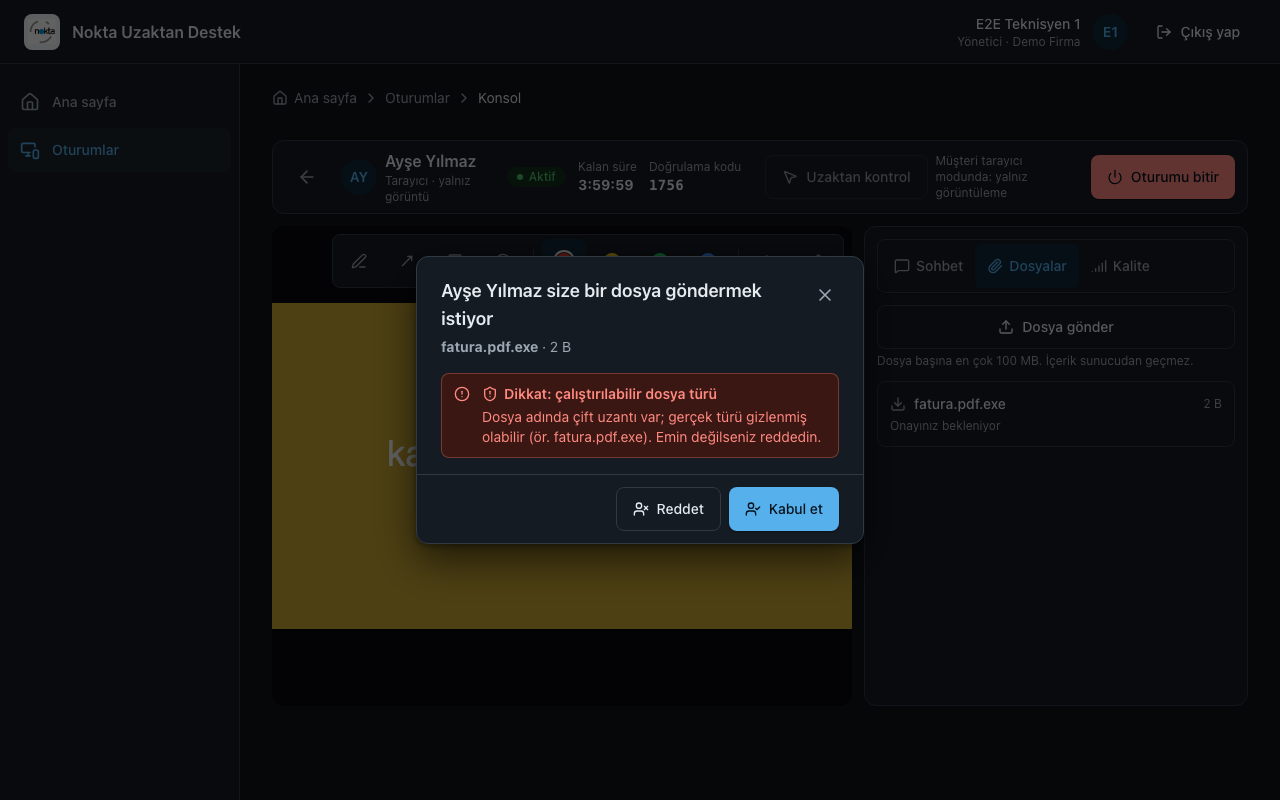 nokta
Nokta Uzaktan Destek
E2E Teknisyen 1
Yönetici · Demo Firma
E1
Çıkış yap
Ana sayfa
Oturumlar
Ana sayfa
Oturumlar
Konsol
AY
Ayşe Yılmaz
Tarayıcı · yalnız
görüntü
Aktif
Kalan süre
3:59:59
Doğrulama kodu
1756
Uzaktan kontrol
Müşteri tarayıcı
modunda: yalnız
görüntüleme
Oturumu bitir
Ayşe Yılmaz size bir dosya göndermek
istiyor
fatura.pdf.exe · 2 B
Dikkat: çalıştırılabilir dosya türü
Dosya adında çift uzantı var; gerçek türü gizlenmiş
olabilir (ör. fatura.pdf.exe). Emin değilseniz reddedin.
Reddet
Kabul et
Sohbet
Dosyalar
Kalite
Dosya gönder
Dosya başına en çok 100 MB. İçerik sunucudan geçmez.
fatura.pdf.exe
2 B
Onayınız bekleniyor